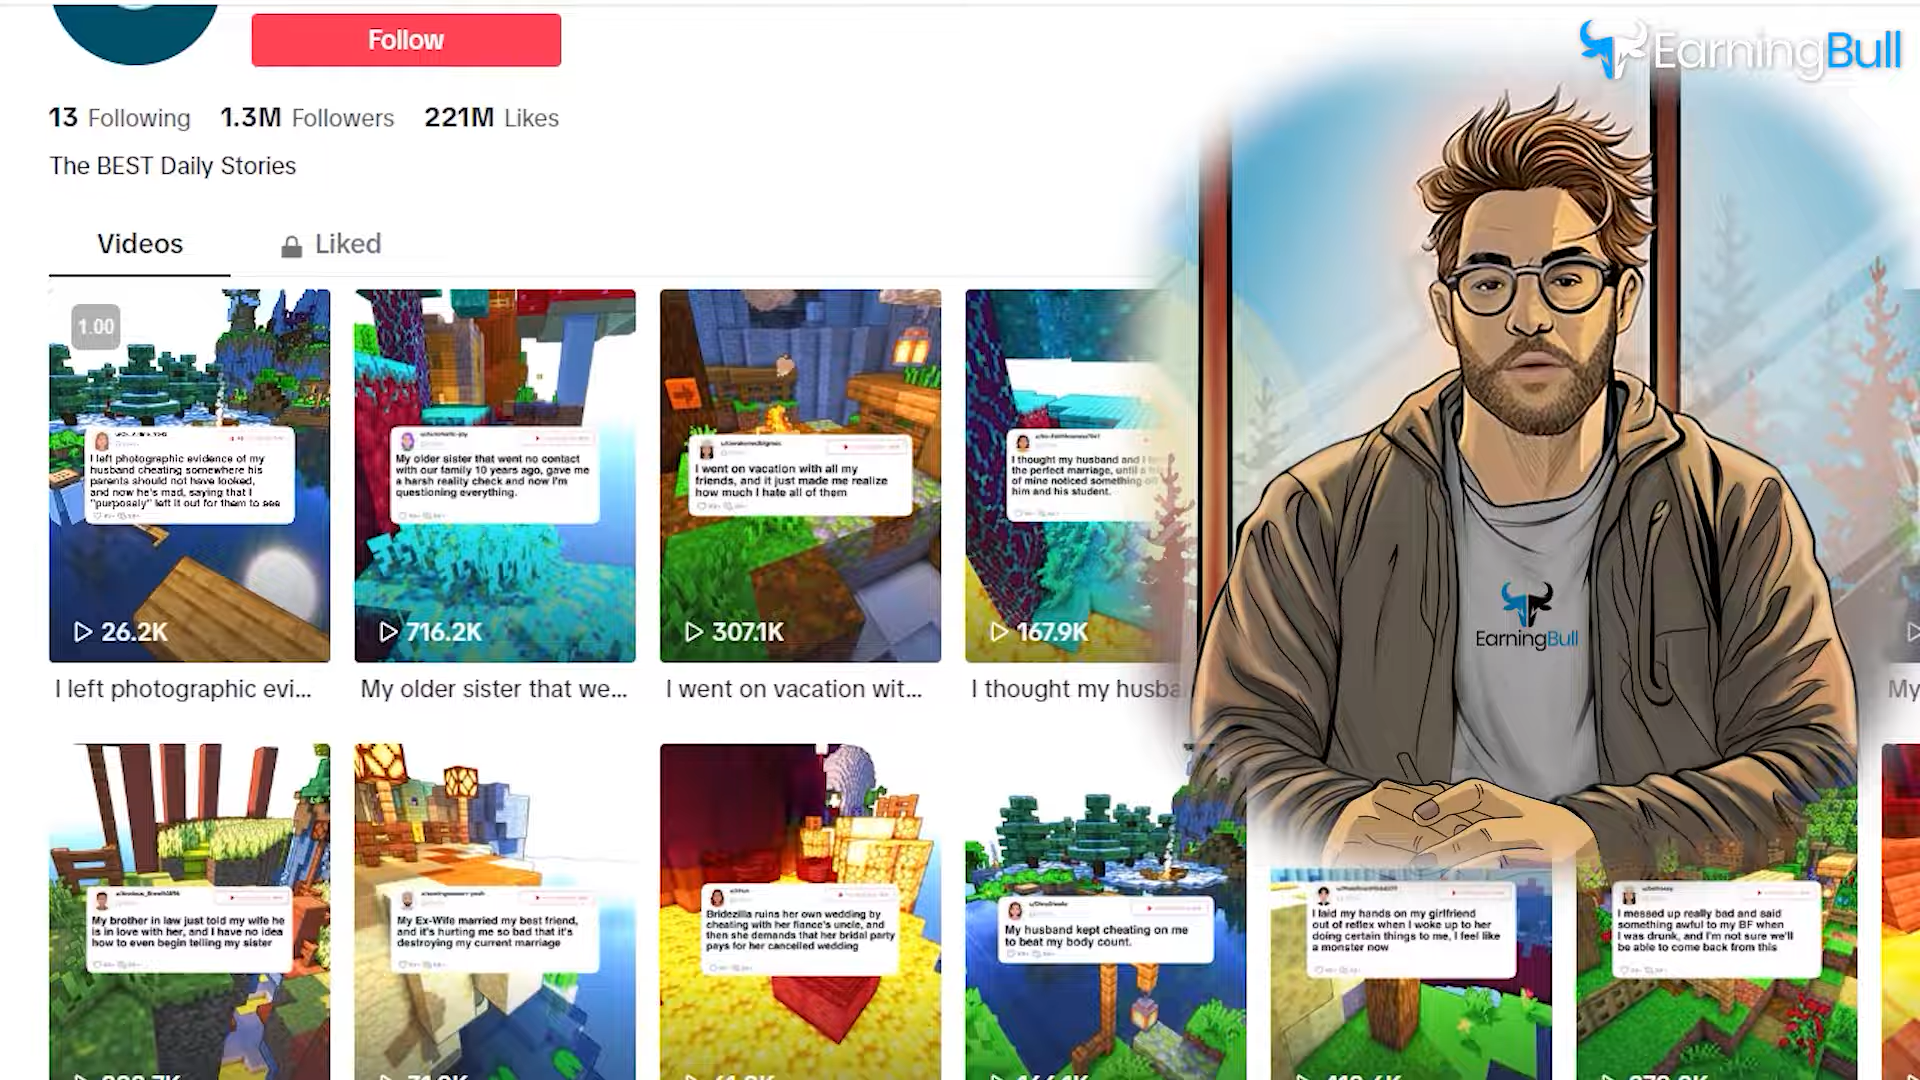 EarningBull
Follow
13 Following 1.3M Followers 221M Likes
The BEST Daily Stories
Videos
Liked
1.00
I left photographic evidence of my
husband cheating somewhere his
parents should not have looked,
and now he's mad, saying that I
"purposely" left it out for them to see
26.2K
I left photographic evi...
My older sister that went no contact
with our family 10 years ago, gave me
a harsh reality check and now I'm
questioning everything.
716.2K
My older sister that we...
I went on vacation with all my
friends, and it just made me realize
how much I hate all of them
307.1K
I went on vacation wit...
I thought my husband and I
the perfect marriage, until a
of mine noticed something
him and his student.
167.9K
I thought my husba
EarningBull
My
My brother in law just told my wife he
is in love with her, and I have no idea
how to even begin telling my sister
My Ex-Wife married my best friend,
and it's hurting me so bad that it's
destroying my current marriage
Bridezilla ruins her own wedding by
cheating with her fiance's uncle, and
then she demands that her bridal party
pays for her cancelled wedding
My husband kept cheating on me
to beat my body count.
I laid my hands on my girlfriend
out of reflex when I woke up to her
doing certain things to me, I feel like
a monster now
I messed up really bad and said
something awful to my BF when
I was drunk, and I'm not sure we'll
be able to come back from this